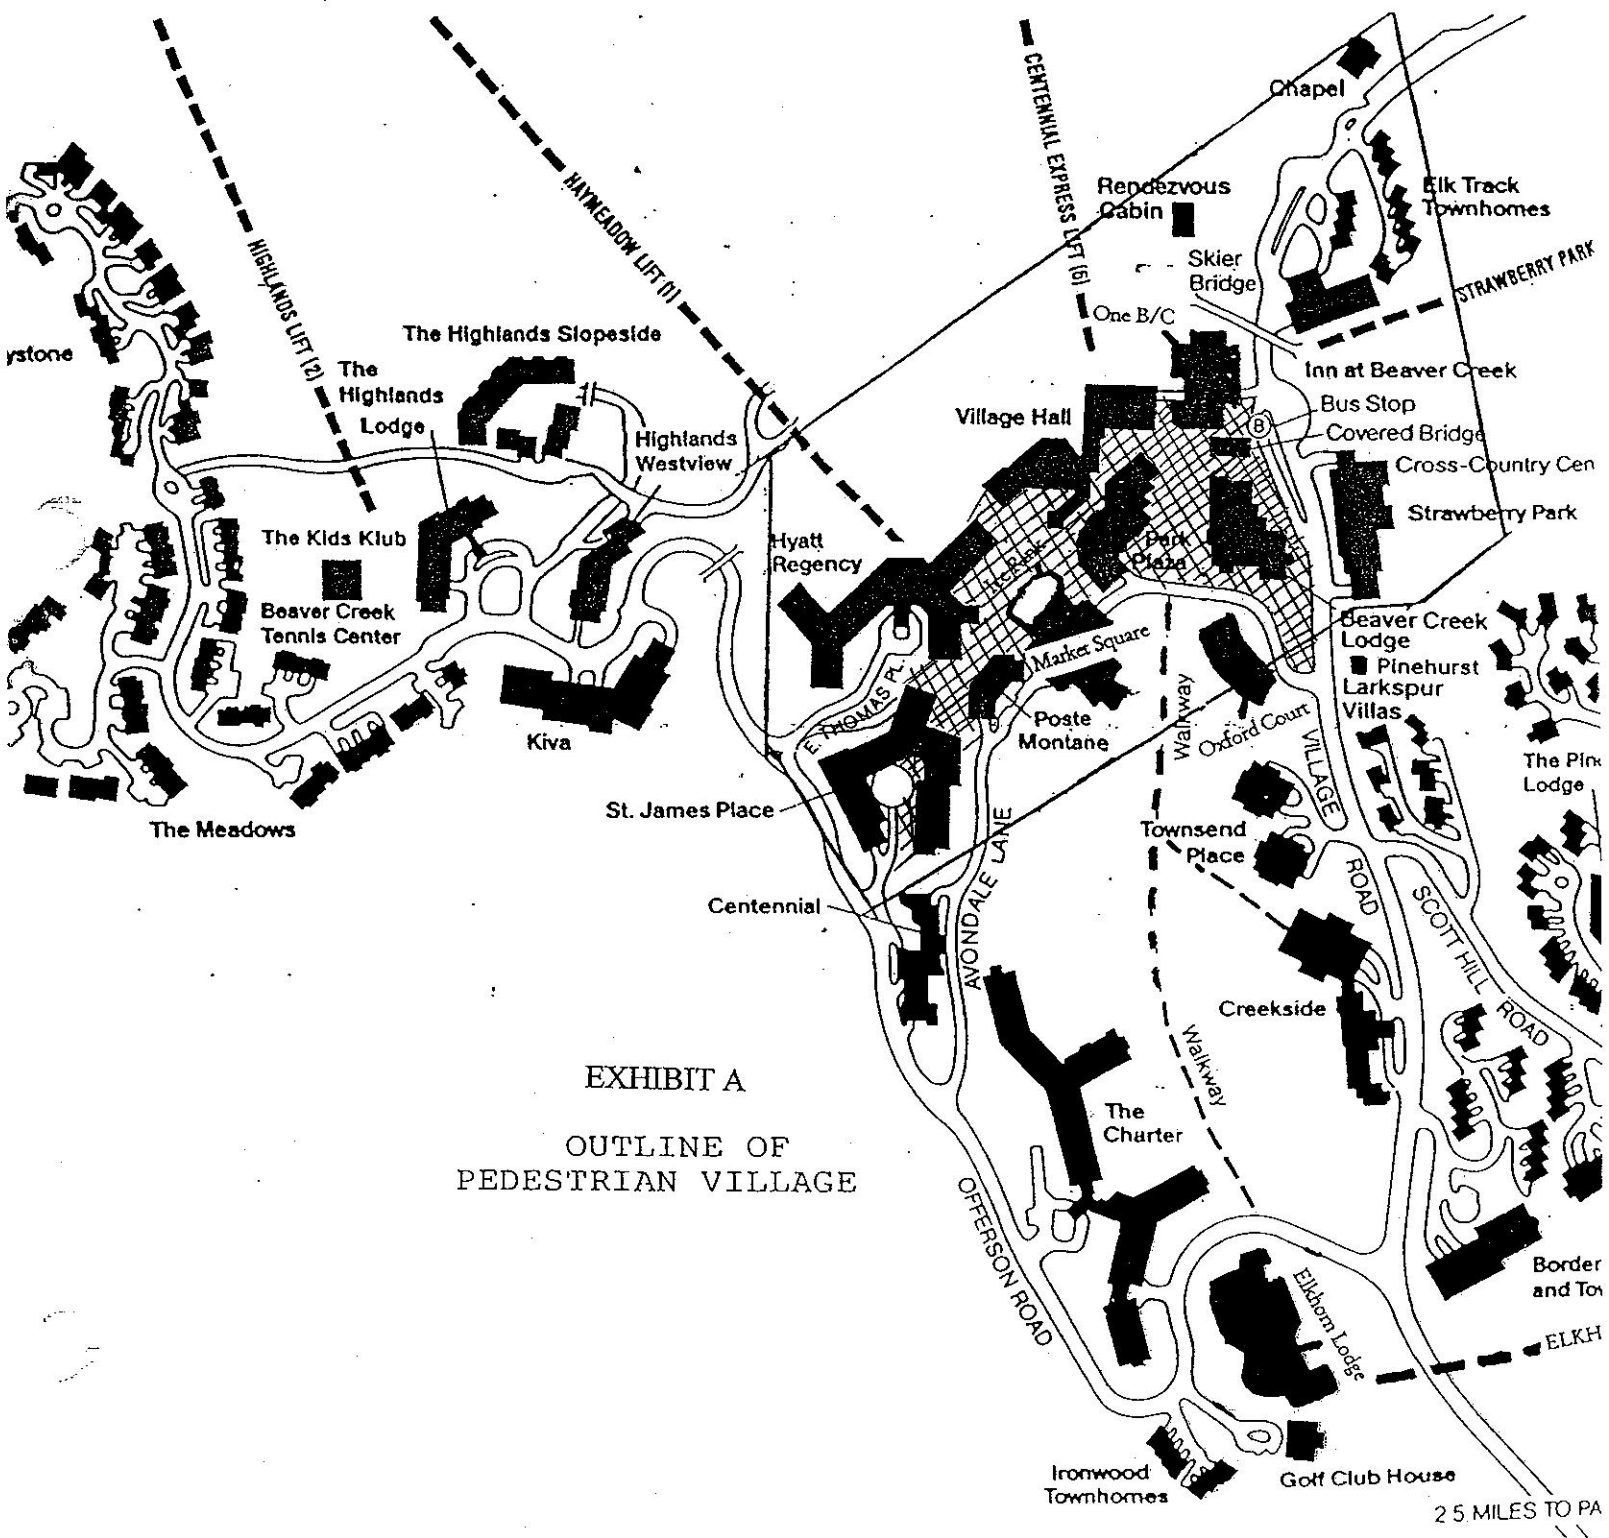 Chapel
CENTENNIAL EXPRESS LIFT (6)
Rendezvous
Cabin
Elk Track
Townhomes
HAYMEADOW LIFT (1)
HIGHLANDS LIFT (2)
Skier
Bridge
STRAWBERRY PARK
One B/C
The Highlands Slopeside
ystone
The
Highlands
Lodge
Inn at Beaver Creek
Bus Stop
B
Village Hall
Covered Bridge
Highlands
Westview
Cross-Country Cen
Strawberry Park
The Kids Klub
Hyatt
Regency
Park
Plaza
Ice Rink
Beaver Creek
Tennis Center
Beaver Creek
Lodge
Market Square
Pinehurst
Larkspur
Villas
E. THOMAS PL.
Walkway
Oxford Court
Poste
Montane
Kiva
VILLAGE
ROAD
The Pin
Lodge
St. James Place
The Meadows
AVONDALE LANE
Townsend
Place
Centennial
SCOTT HILL ROAD
Creekside
Walkway
EXHIBIT A
OUTLINE OF
PEDESTRIAN VILLAGE
The
Charter
OFFERSON ROAD
Elkhorn Lodge
Border
and To
ELKH
Ironwood
Townhomes
Golf Club House
2.5 MILES TO PA